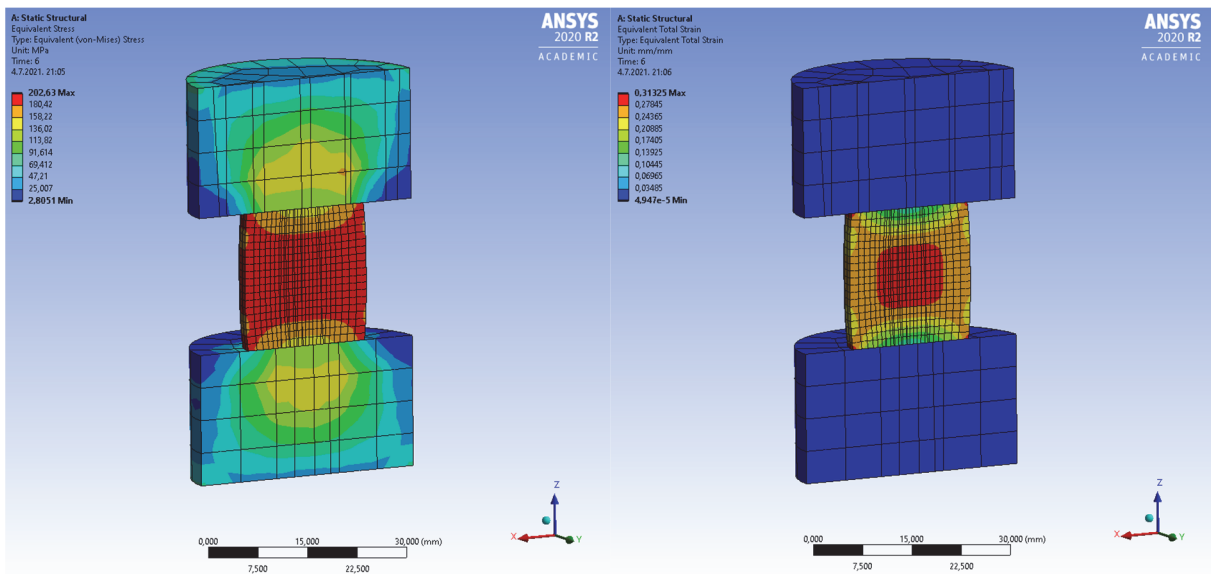 A: Static Structural
Equivalent Stress
Type: Equivalent (von-Mises) Stress
Unit: MPa
Time: 6
4.7.2021. 21:05
202,63 Max
180,42
158,22
136,02
113,82
91,614
69,412
47,21
25,007
2,8051 Min
ANSYS
2020 R2
ACADEMIC
Z
X
Y
0,000
15,000
30,000 (mm)
7,500
22,500
A: Static Structural
Equivalent Total Strain
Type: Equivalent Total Strain
Unit: mm/mm
Time: 6
4.7.2021. 21:06
0,31325 Max
0,27845
0,24365
0,20885
0,17405
0,13925
0,10445
0,06965
0,03485
4,947e-5 Min
ANSYS
2020 R2
ACADEMIC
Z
X
Y
0,000
15,000
30,000 (mm)
7,500
22,500